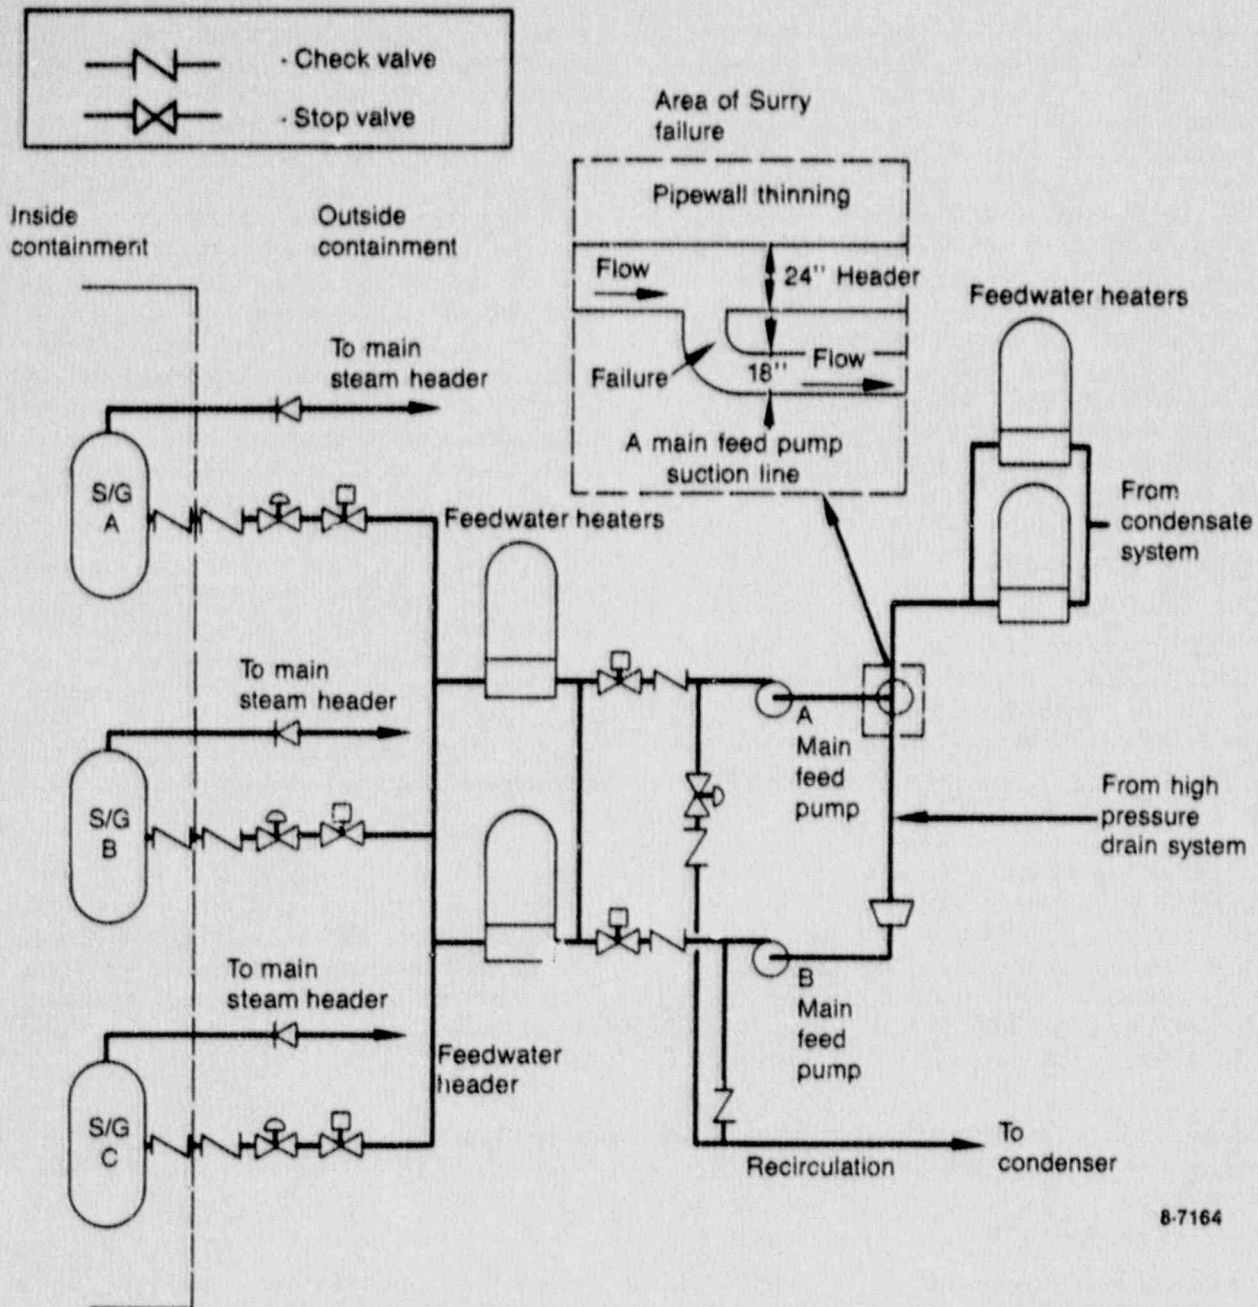 - Check valve
- Stop valve
Area of Surry
failure
Pipewall thinning
Flow
24" Header
Failure
18"
Flow
A main feed pump
suction line
Inside
containment
Outside
containment
Feedwater heaters
To main
steam header
S/G
A
Feedwater heaters
From
condensate
system
To main
steam header
S/G
B
A
Main
feed
pump
From high
pressure
drain system
To main
steam header
B
Main
feed
pump
Feedwater
header
S/G
C
Recirculation
To
condenser
8-7164